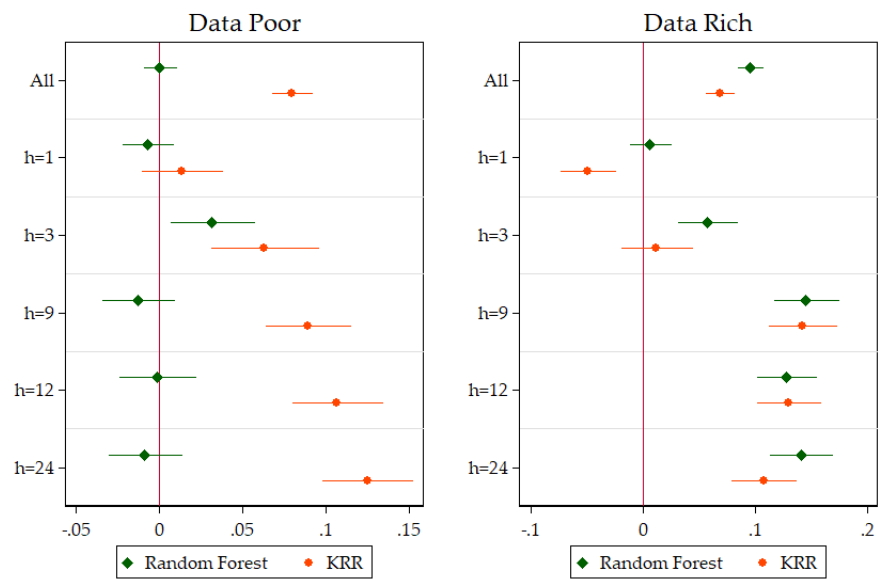 Data Poor
All
h=1
h=3
h=9
h=12
h=24
-.05 0 .05 .1 .15
Random Forest KRR
Data Rich
All
h=1
h=3
h=9
h=12
h=24
-.1 0 .1 .2
Random Forest KRR